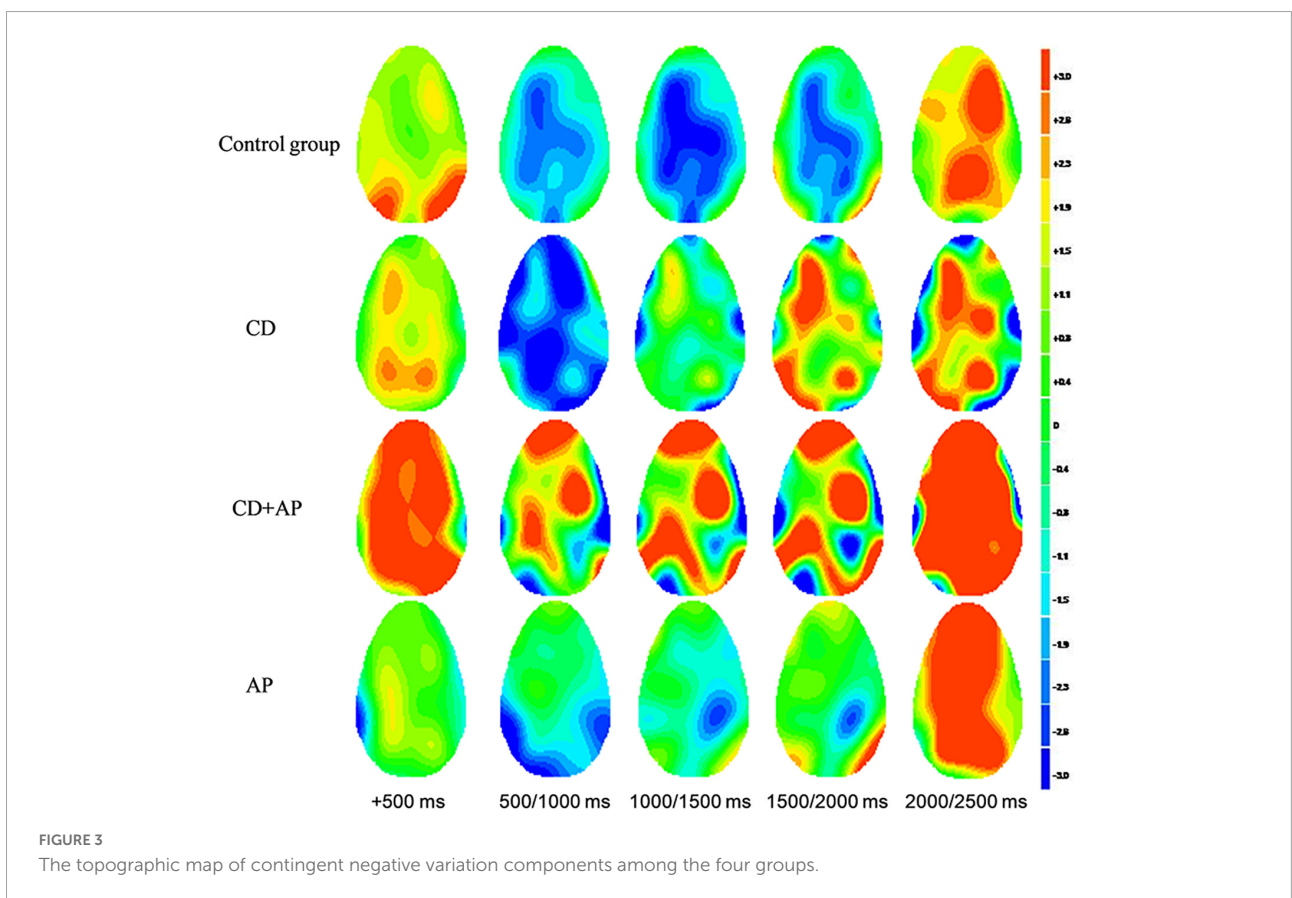 Control group
CD
CD+AP
AP
+500 ms 500/1000 ms 1000/1500 ms 1500/2000 ms 2000/2500 ms
+3.0
+2.8
+2.3
+1.9
+1.5
+1.1
+0.8
+0.4
0
-0.4
-0.8
-1.1
-1.5
-1.9
-2.3
-2.8
-3.0
FIGURE 3
The topographic map of contingent negative variation components among the four groups.